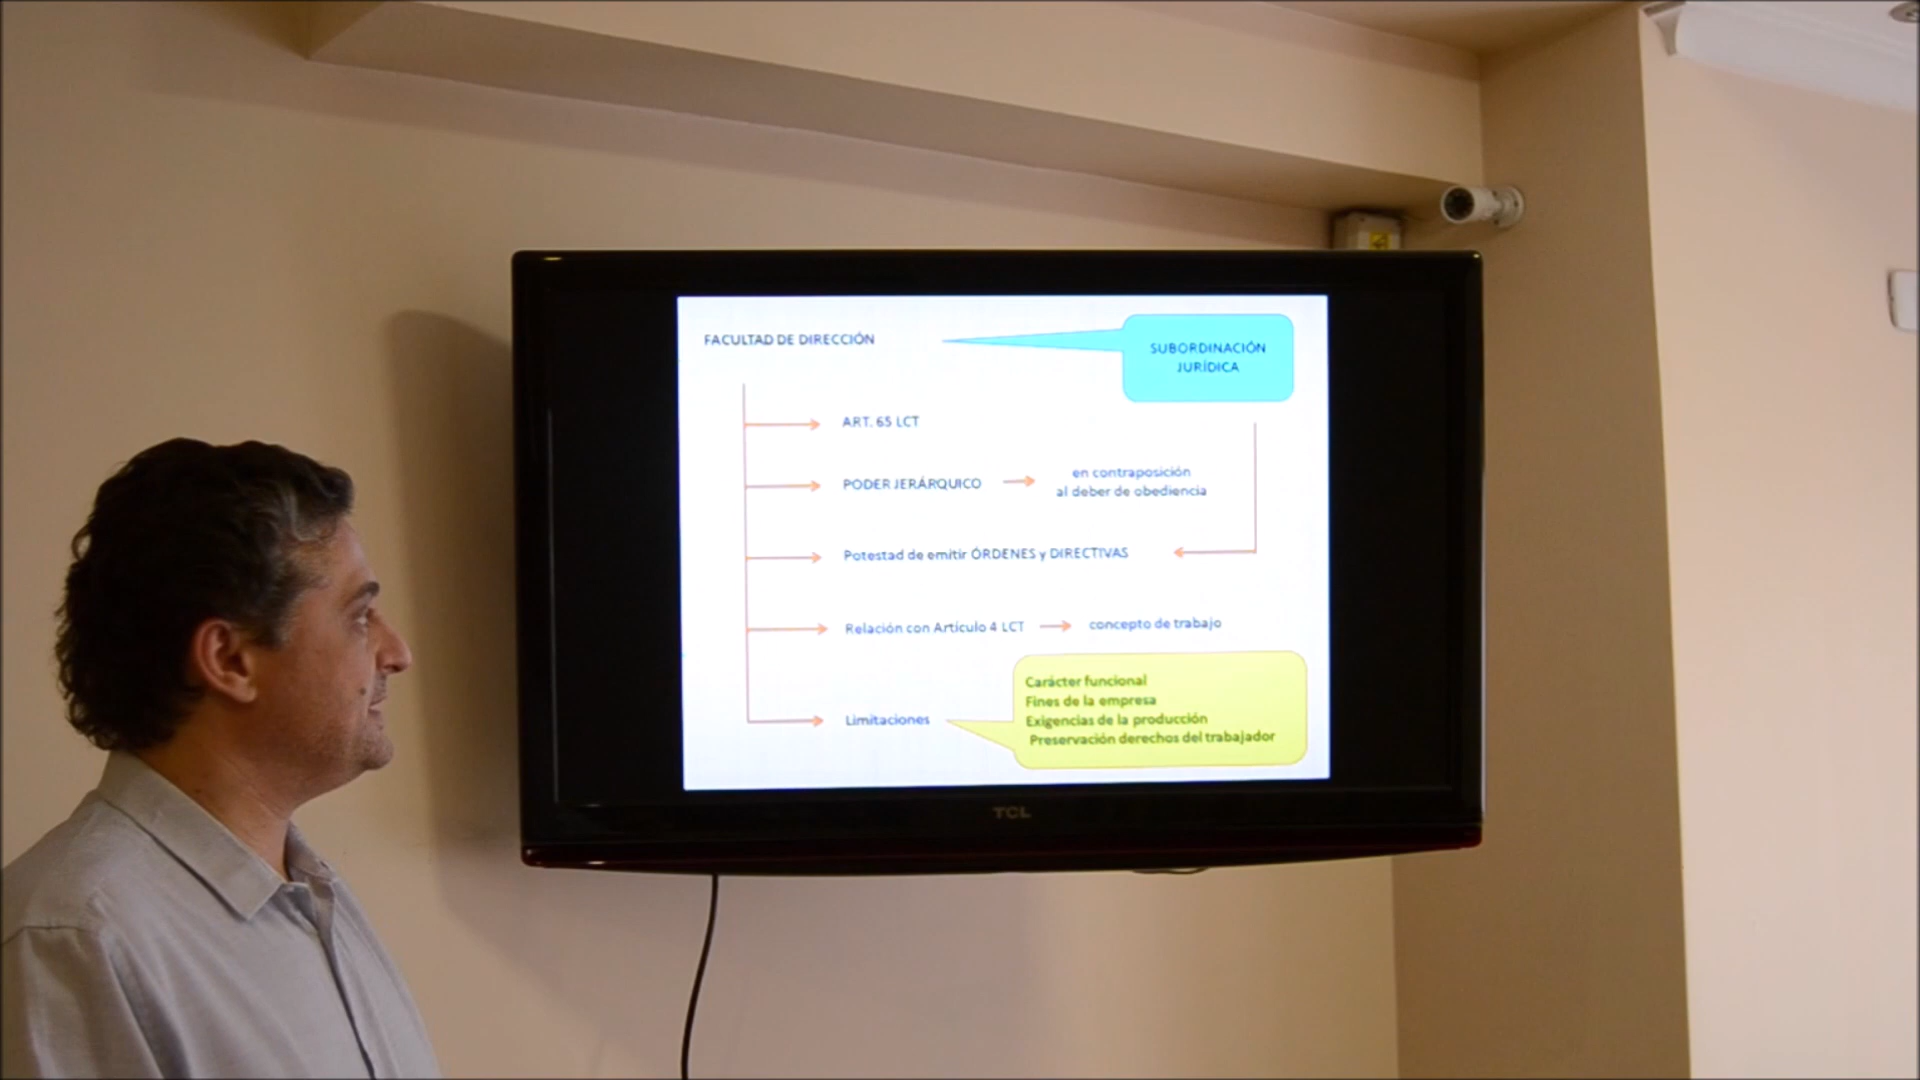 FACULTAD DE DIRECCIÓN
SUBORDINACIÓN
JURÍDICA
ART. 65 LCT
PODER JERÁRQUICO
en contraposición
al deber de obediencia
Potestad de emitir ÓRDENES y DIRECTIVAS
Relación con Artículo 4 LCT
concepto de trabajo
Limitaciones
Carácter funcional
Fines de la empresa
Exigencias de la producción
Preservación derechos del trabajador
TCL